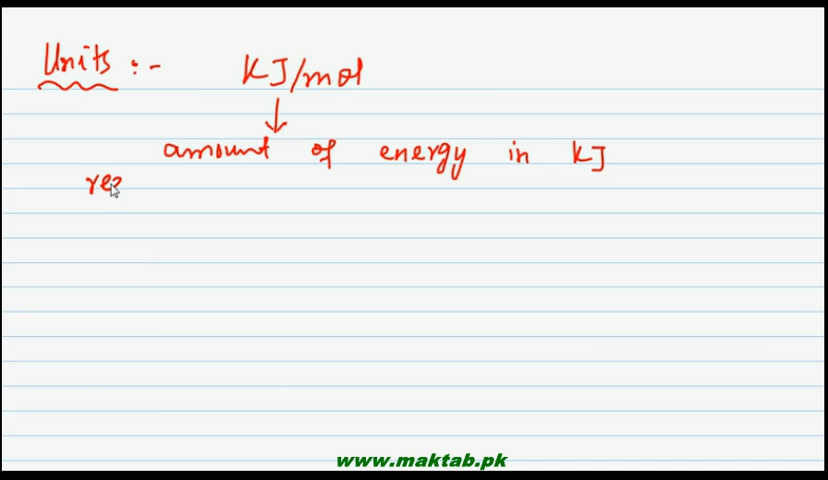 Units :-
KJ/mol
amount of energy in KJ
www.maktab.pk